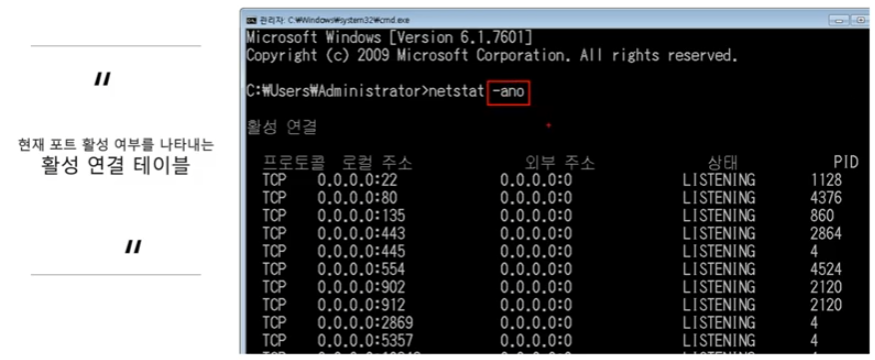 "
현재 포트 활성 여부를 나타내는
활성 연결 테이블
"
관리자: C:₩Windows₩system32₩cmd.exe
Microsoft Windows [Version 6.1.7601]
Copyright (c) 2009 Microsoft Corporation. All rights reserved.
C:₩Users₩Administrator>netstat -ano
활성 연결
프로토콜 로컬 주소 외부 주소 상태 PID
TCP 0.0.0.0:22 0.0.0.0:0 LISTENING 1128
TCP 0.0.0.0:80 0.0.0.0:0 LISTENING 4376
TCP 0.0.0.0:135 0.0.0.0:0 LISTENING 860
TCP 0.0.0.0:443 0.0.0.0:0 LISTENING 2864
TCP 0.0.0.0:445 0.0.0.0:0 LISTENING 4
TCP 0.0.0.0:554 0.0.0.0:0 LISTENING 4524
TCP 0.0.0.0:902 0.0.0.0:0 LISTENING 2120
TCP 0.0.0.0:912 0.0.0.0:0 LISTENING 2120
TCP 0.0.0.0:2869 0.0.0.0:0 LISTENING 4
TCP 0.0.0.0:5357 0.0.0.0:0 LISTENING 4